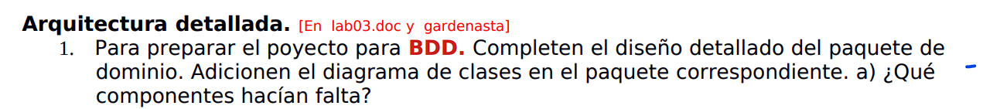 Arquitectura detallada. [En lab03.doc y gardenasta]
1. Para preparar el poyecto para BDD. Completen el diseño detallado del paquete de
dominio. Adicionen el diagrama de clases en el paquete correspondiente. a) ¿Qué
componentes hacían falta?